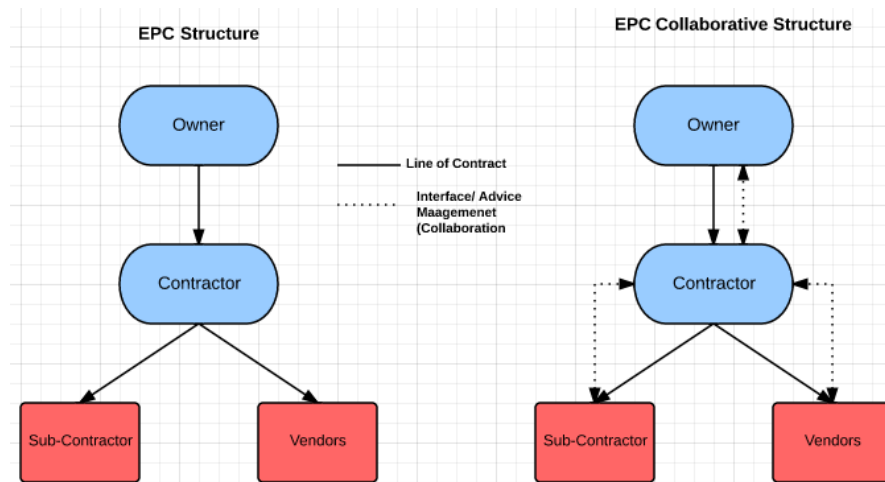 EPC Structure
EPC Collaborative Structure
Owner
Owner
Line of Contract
Interface/ Advice
Maagemenet
(Collaboration
Contractor
Contractor
Sub-Contractor
Vendors
Sub-Contractor
Vendors